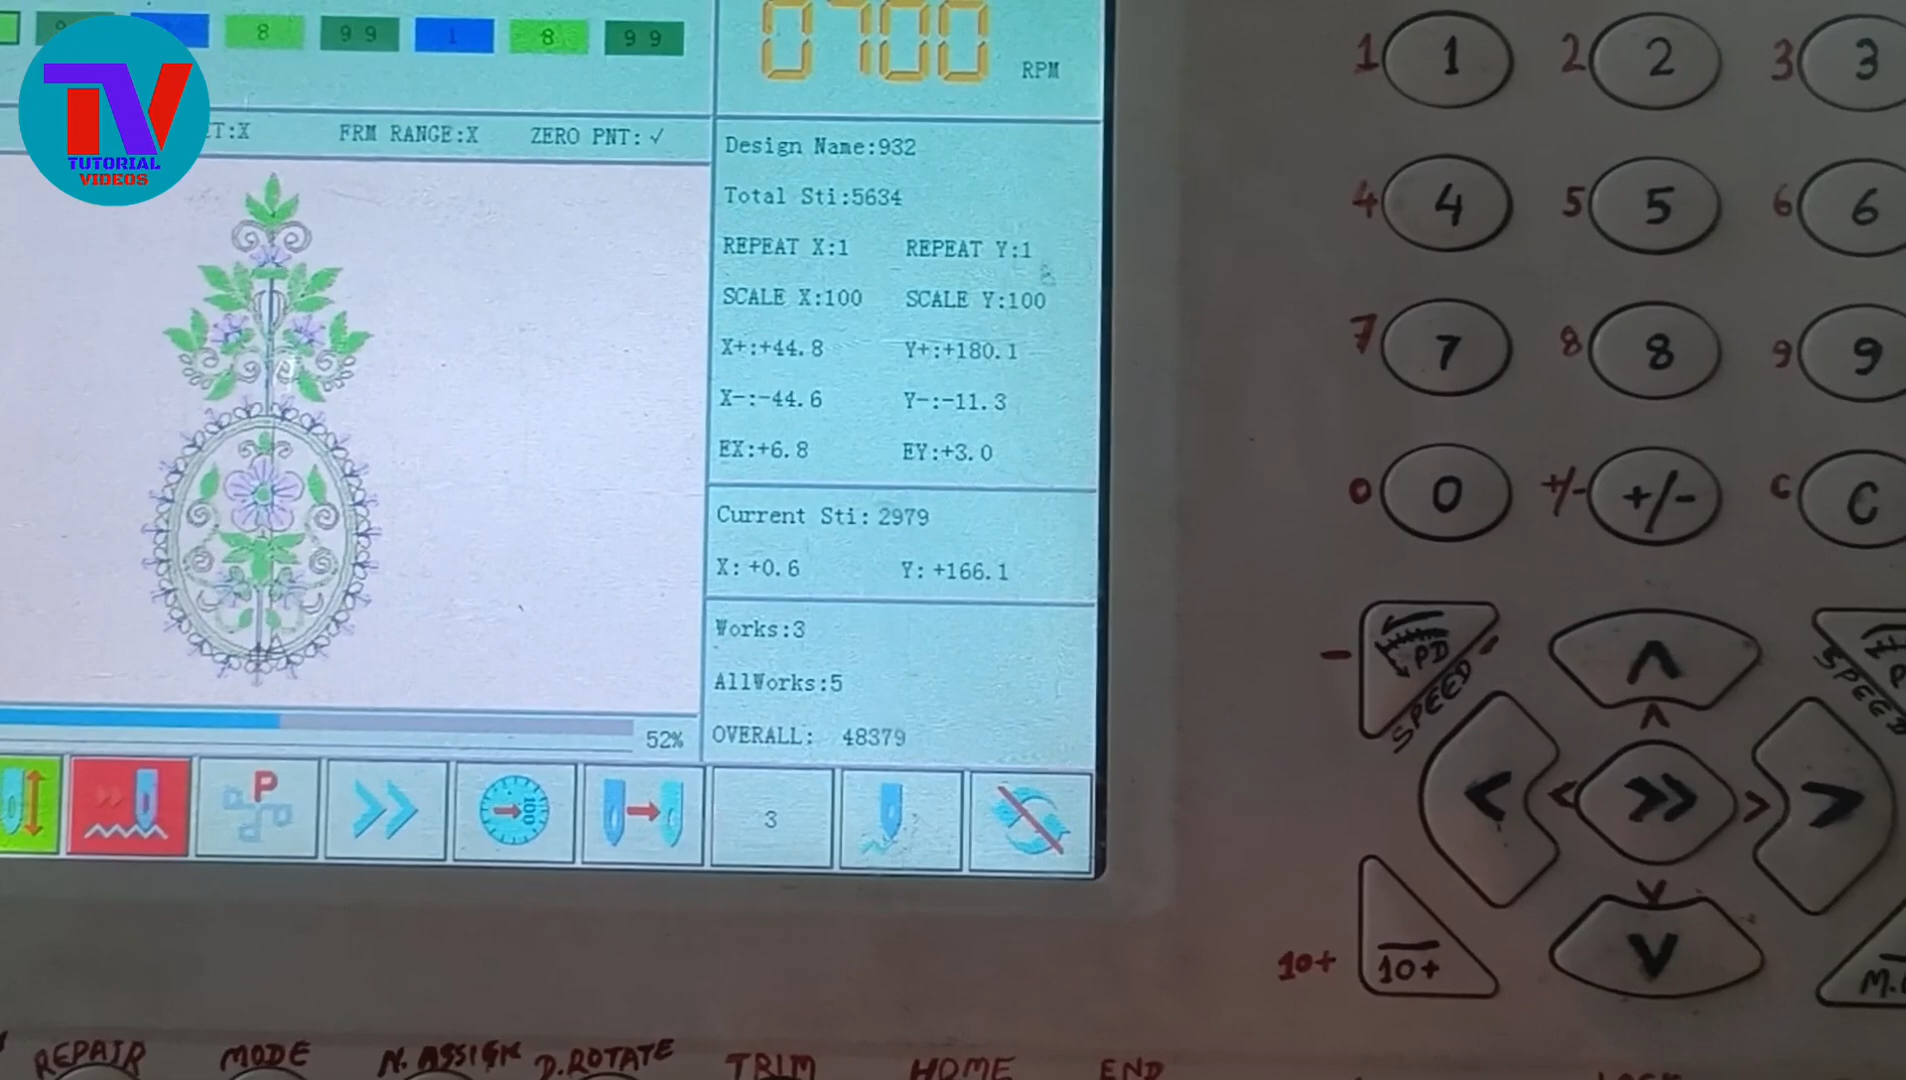 8 99 1 8 99
0700 RPM
TV
TUTORIAL
VIDEOS
T:X FRM RANGE:X ZERO PNT:√
Design Name:932
Total Sti:5634
REPEAT X:1 REPEAT Y:1
SCALE X:100 SCALE Y:100
X+:+44.8 Y+:+180.1
X-:-44.6 Y-:-11.3
EX:+6.8 EY:+3.0
Current Sti: 2979
X: +0.6 Y: +166.1
Works:3
AllWorks:5
52%
OVERALL: 48379
P
100
3
1 1 2 2 3 3
4 4 5 5 6 6
7 7 8 8 9 9
0 0 +/- +/- C C
- PD -
SPEED
SPEED
∧
∧
< < >> > >
∨
∨
10+ 10+
REPAIR MODE N. ASSIGN D.ROTATE TRIM HOME END